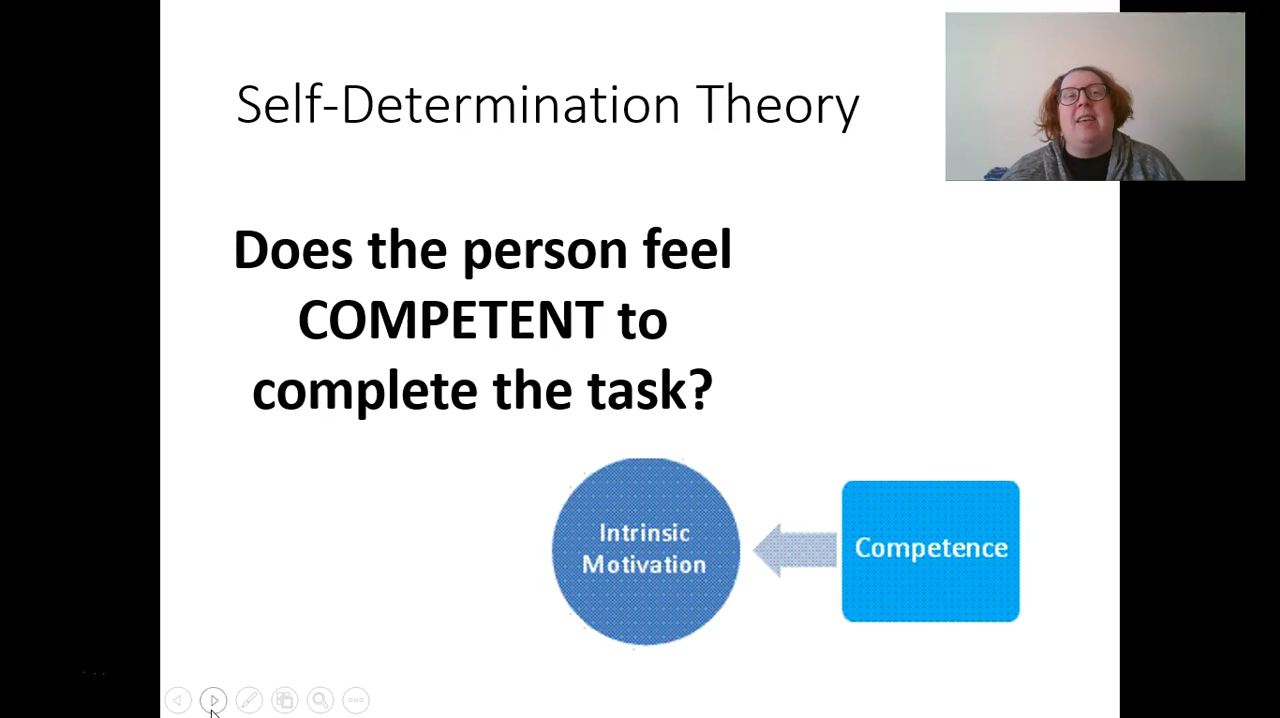 Self-Determination Theory
Does the person feel
COMPETENT to
complete the task?
Intrinsic
Motivation
Competence